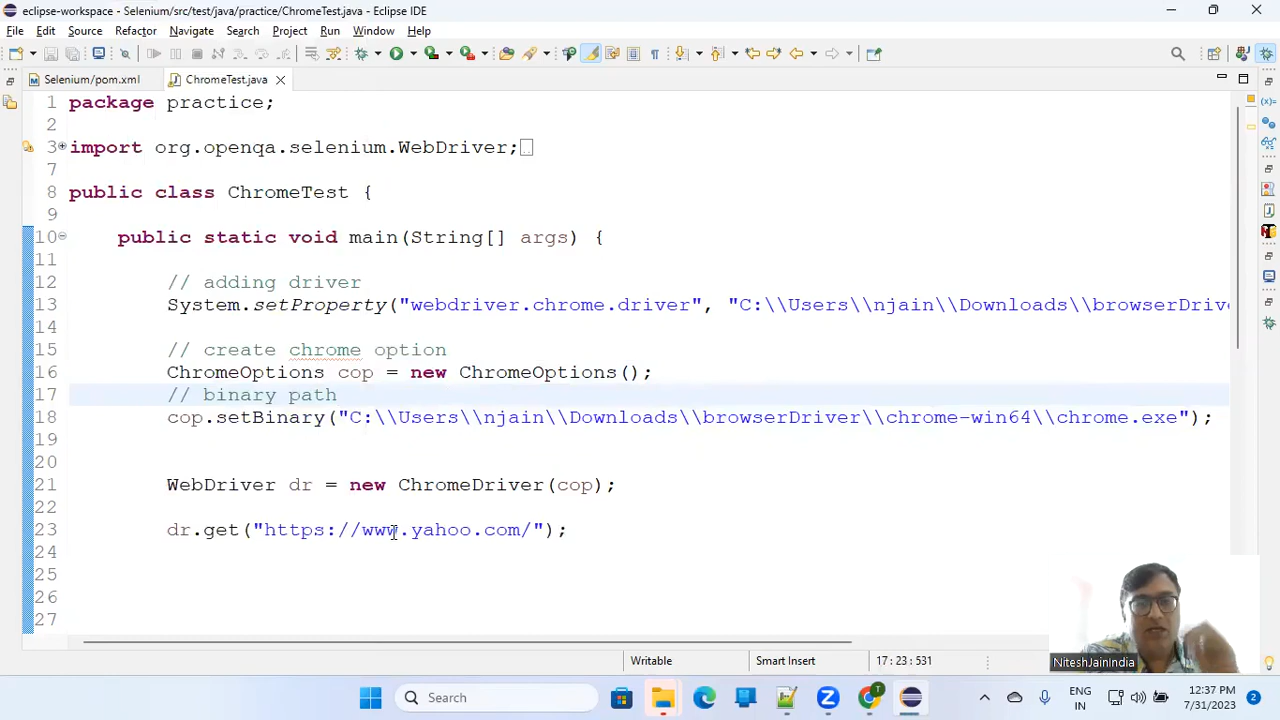 eclipse-workspace - Selenium/src/test/java/practice/ChromeTest.java - Eclipse IDE
File Edit Source Refactor Navigate Search Project Run Window Help
Selenium/pom.xml ChromeTest.java
1 package practice;
2
3 import org.openqa.selenium.WebDriver;
7
8 public class ChromeTest {
9
10 public static void main(String[] args) {
11
12 // adding driver
13 System.setProperty("webdriver.chrome.driver", "C:\\Users\\njain\\Downloads\\browserDrive
14
15 // create chrome option
16 ChromeOptions cop = new ChromeOptions();
17 // binary path
18 cop.setBinary("C:\\Users\\njain\\Downloads\\browserDriver\\chrome-win64\\chrome.exe");
19
20
21 WebDriver dr = new ChromeDriver(cop);
22
23 dr.get("https://www.yahoo.com/");
24
25
26
27
NiteshJainIndia
Writable Smart Insert 17 : 23 : 531
Search
ENG
IN
12:37 PM
7/31/2023
2